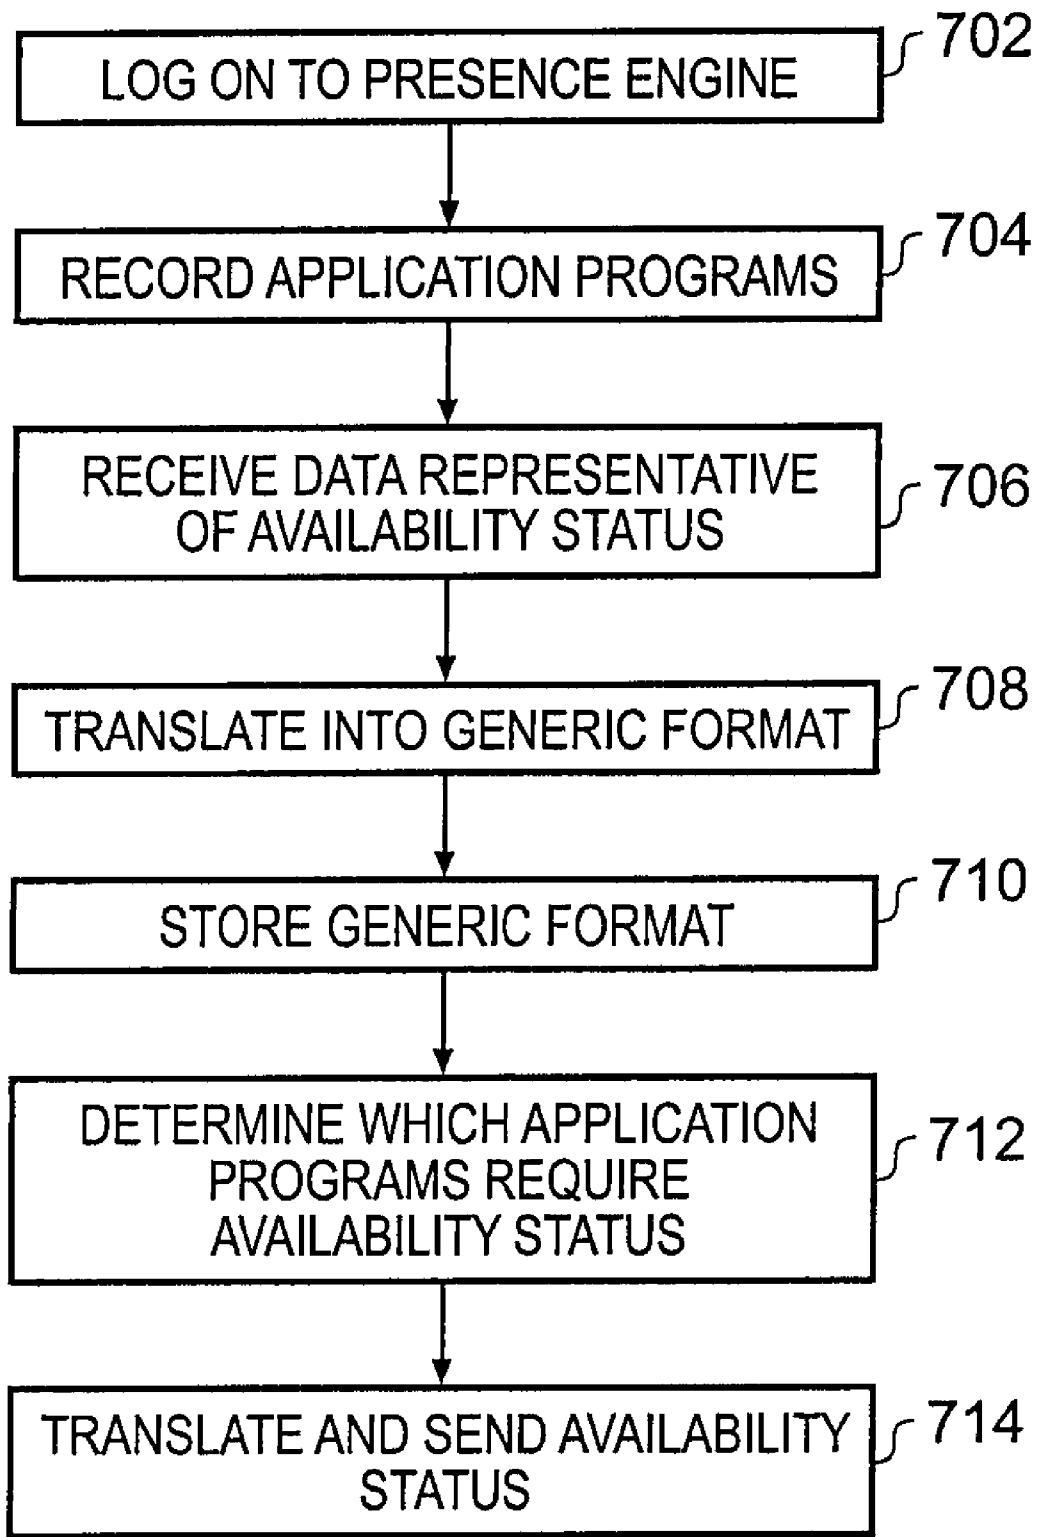 702
LOG ON TO PRESENCE ENGINE
704
RECORD APPLICATION PROGRAMS
RECEIVE DATA REPRESENTATIVE
OF AVAILABILITY STATUS
706
708
TRANSLATE INTO GENERIC FORMAT
710
STORE GENERIC FORMAT
DETERMINE WHICH APPLICATION
PROGRAMS REQUIRE
AVAILABILITY STATUS
712
714
TRANSLATE AND SEND AVAILABILITY
STATUS